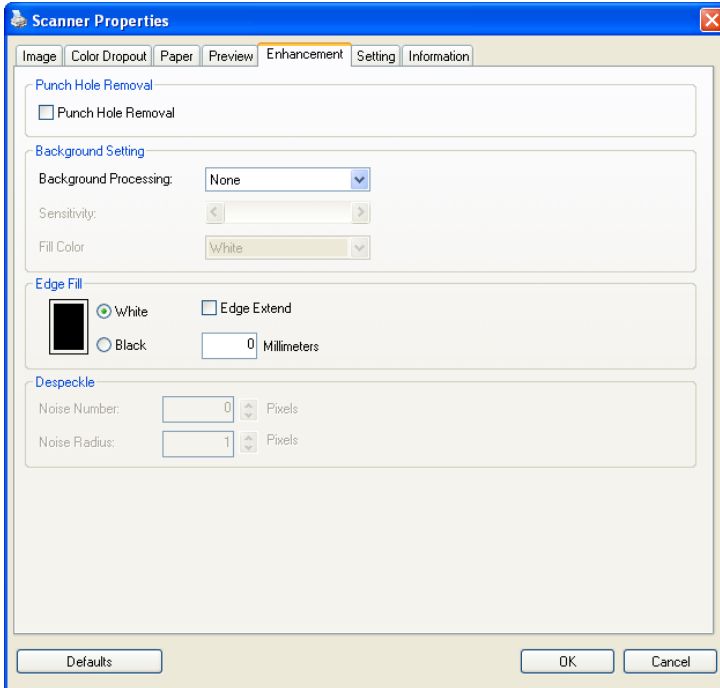 Scanner Properties
Image Color Dropout Paper Preview Enhancement Setting Information
Punch Hole Removal
Punch Hole Removal
Background Setting
Background Processing: None
Sensitivity:
Fill Color White
Edge Fill
White Edge Extend
Black 0 Millimeters
Despeckle
Noise Number: 0 Pixels
Noise Radius: 1 Pixels
Defaults OK Cancel